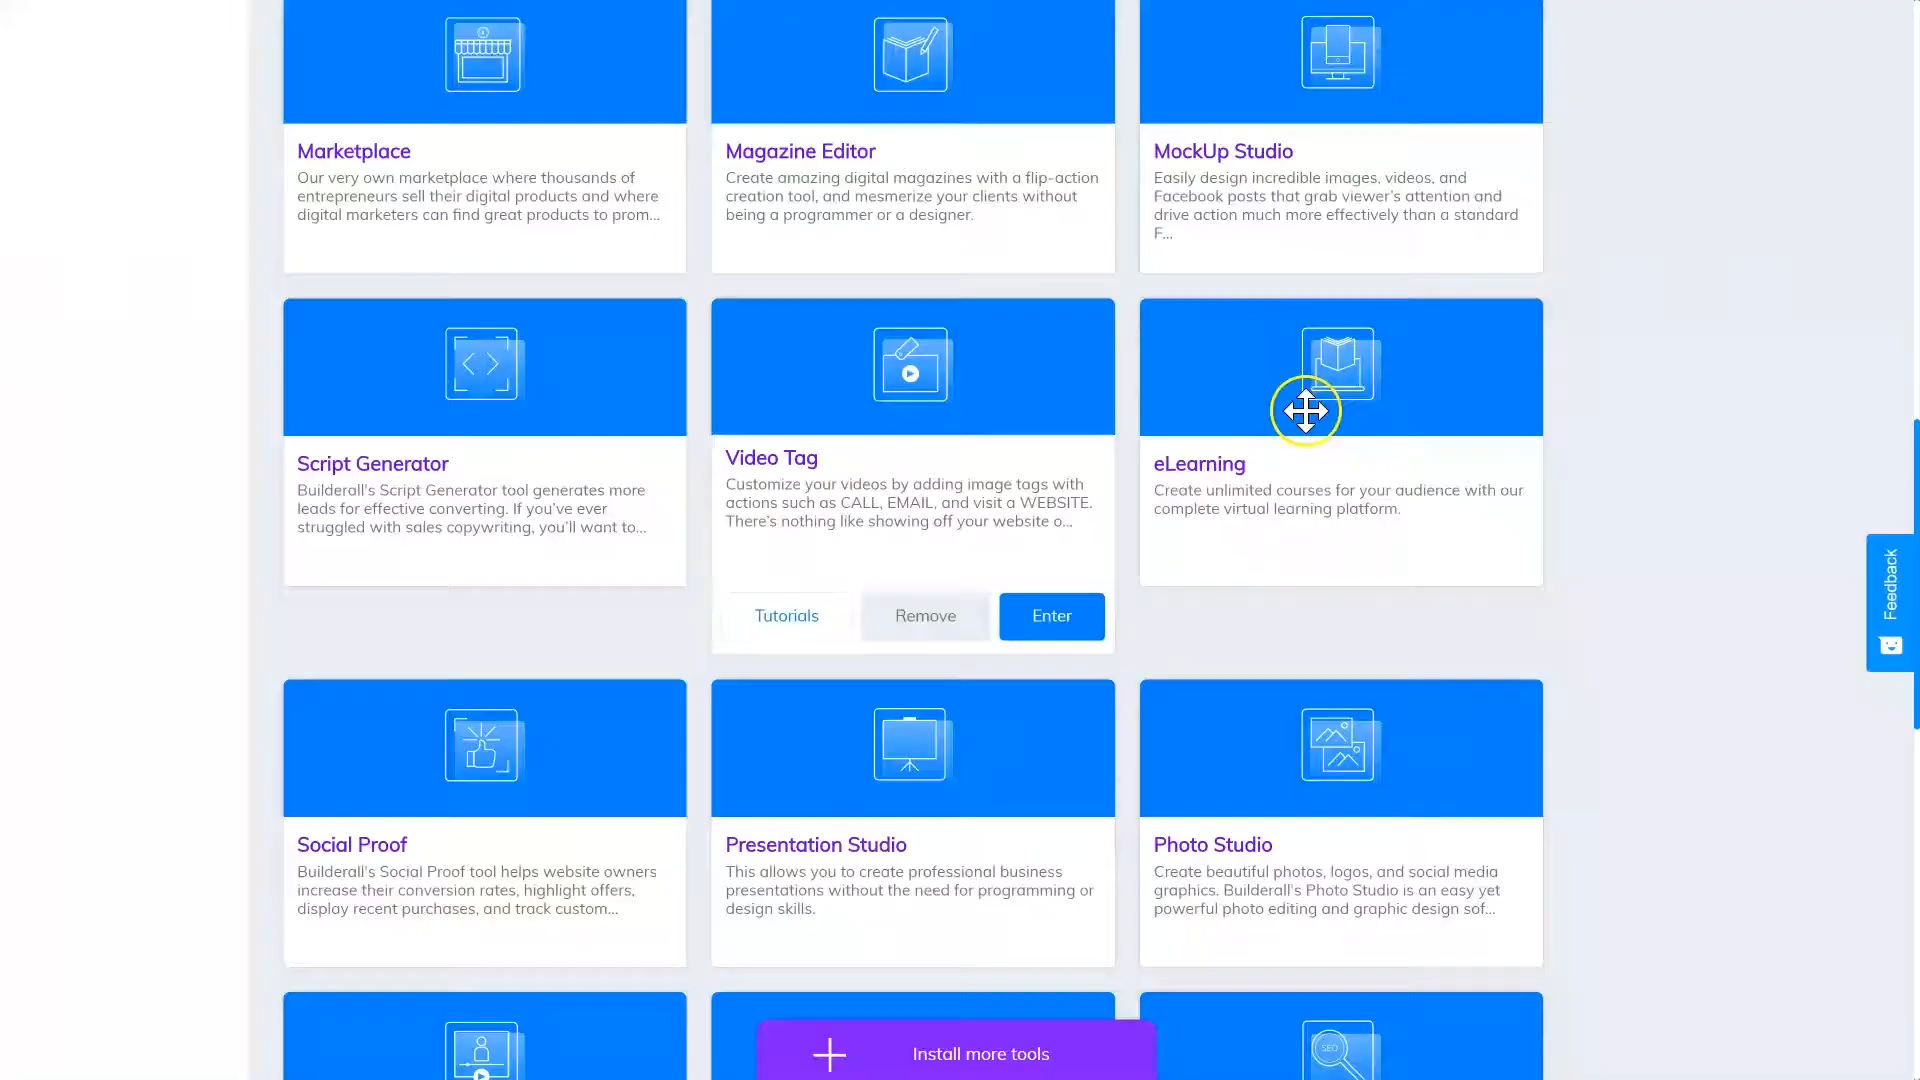 Marketplace
Our very own marketplace where thousands of
entrepreneurs sell their digital products and where
digital marketers can find great products to prom...
Magazine Editor
Create amazing digital magazines with a flip-action
creation tool, and mesmerize your clients without
being a programmer or a designer.
MockUp Studio
Easily design incredible images, videos, and
Facebook posts that grab viewer's attention and
drive action much more effectively than a standard
F...
Script Generator
Builderall's Script Generator tool generates more
leads for effective converting. If you've ever
struggled with sales copywriting, you'll want to...
Video Tag
Customize your videos by adding image tags with
actions such as CALL, EMAIL, and visit a WEBSITE.
There's nothing like showing off your website o...
Tutorials
Remove
Enter
eLearning
Create unlimited courses for your audience with our
complete virtual learning platform.
Feedback
Social Proof
Builderall's Social Proof tool helps website owners
increase their conversion rates, highlight offers,
display recent purchases, and track custom...
Presentation Studio
This allows you to create professional business
presentations without the need for programming or
design skills.
Photo Studio
Create beautiful photos, logos, and social media
graphics. Builderall's Photo Studio is an easy yet
powerful photo editing and graphic design sof...
SEO
Install more tools